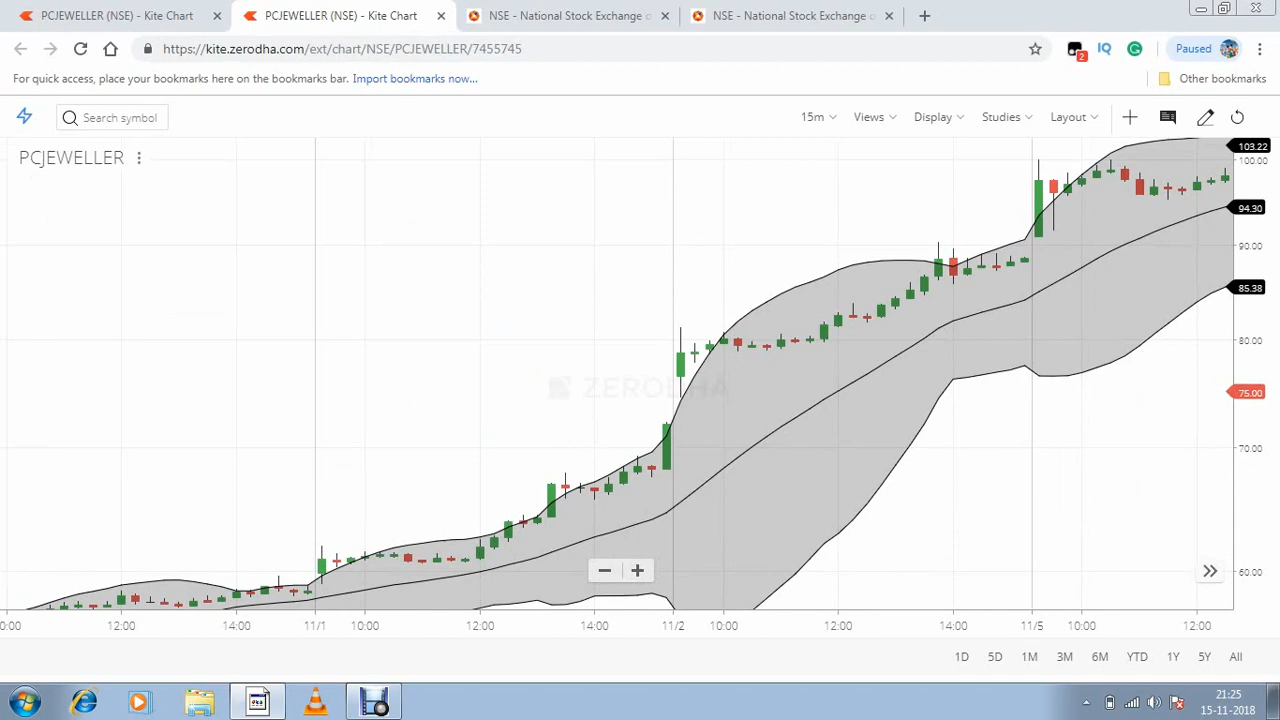 PCJEWELLER (NSE) - Kite Chart
PCJEWELLER (NSE) - Kite Chart
NSE - National Stock Exchange o
NSE - National Stock Exchange o
https://kite.zerodha.com/ext/chart/NSE/PCJEWELLER/7455745
2
IQ
G
Paused
For quick access, place your bookmarks here on the bookmarks bar. Import bookmarks now...
Other bookmarks
Search symbol
15m
Views
Display
Studies
Layout
PCJEWELLER
103.22
100.00
94.30
90.00
85.38
80.00
75.00
70.00
60.00
ZERODHA
0:00
12:00
14:00
11/1
10:00
12:00
14:00
11/2
10:00
12:00
14:00
11/5
10:00
12:00
1D
5D
1M
3M
6M
YTD
1Y
5Y
All
21:25
15-11-2018